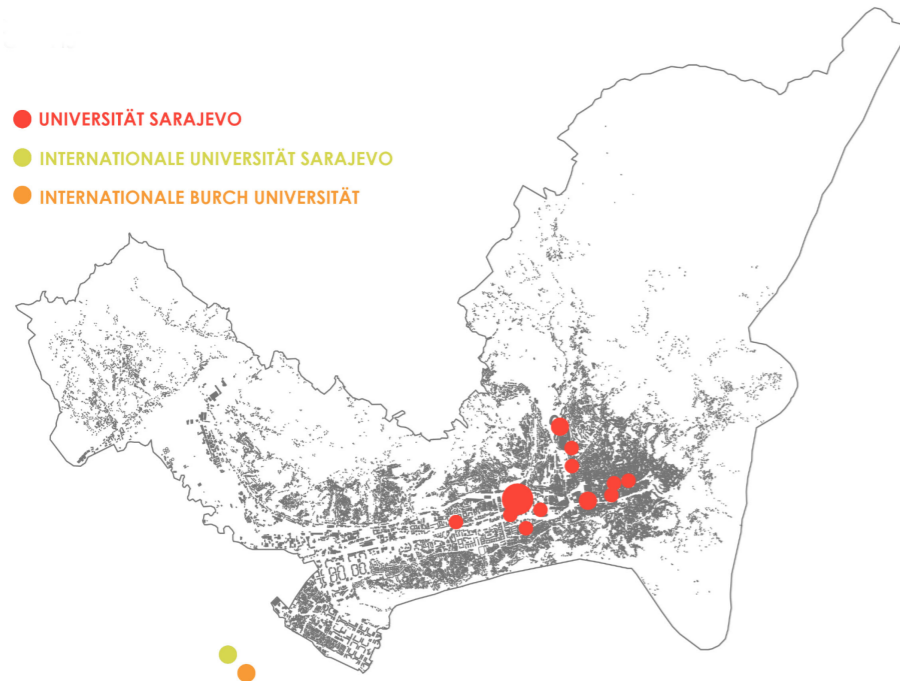 UNIVERSITÄT SARAJEVO
INTERNATIONALE UNIVERSITÄT SARAJEVO
INTERNATIONALE BURCH UNIVERSITÄT